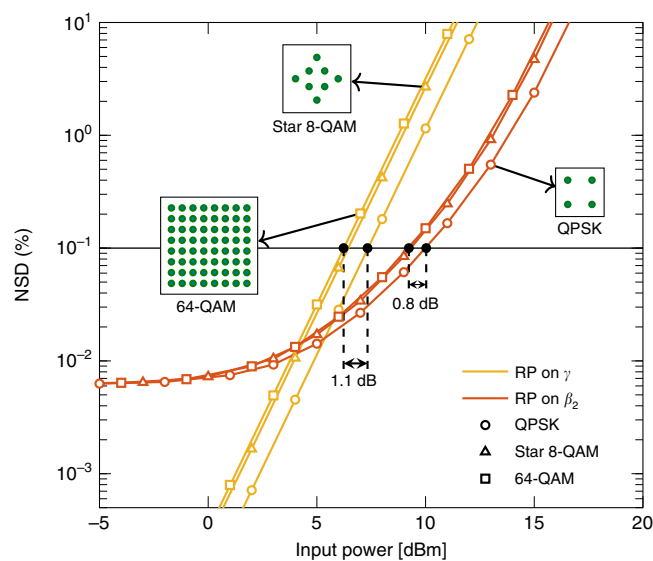 10¹
10⁰
10⁻¹
10⁻²
10⁻³
NSD (%)
Star 8-QAM
64-QAM
QPSK
0.8 dB
1.1 dB
RP on γ
RP on β₂
QPSK
Star 8-QAM
64-QAM
−5 0 5 10 15 20
Input power [dBm]